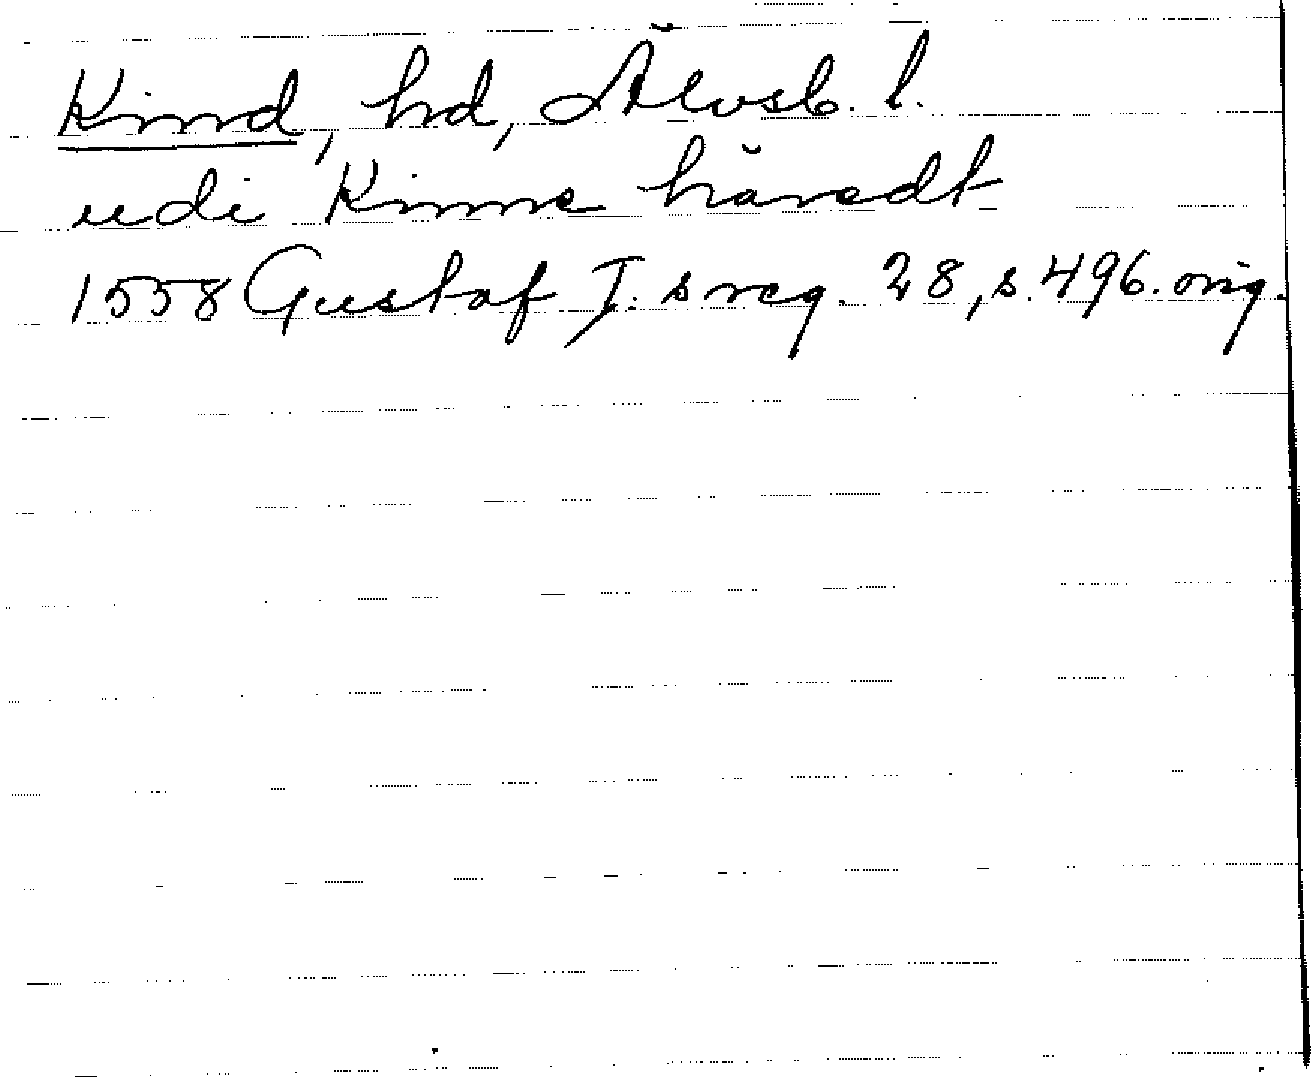 Kind, hd, Älvsb. l.
udi Kinne häredt
1558 Gustaf I. s reg. 28, s. 496. orig.